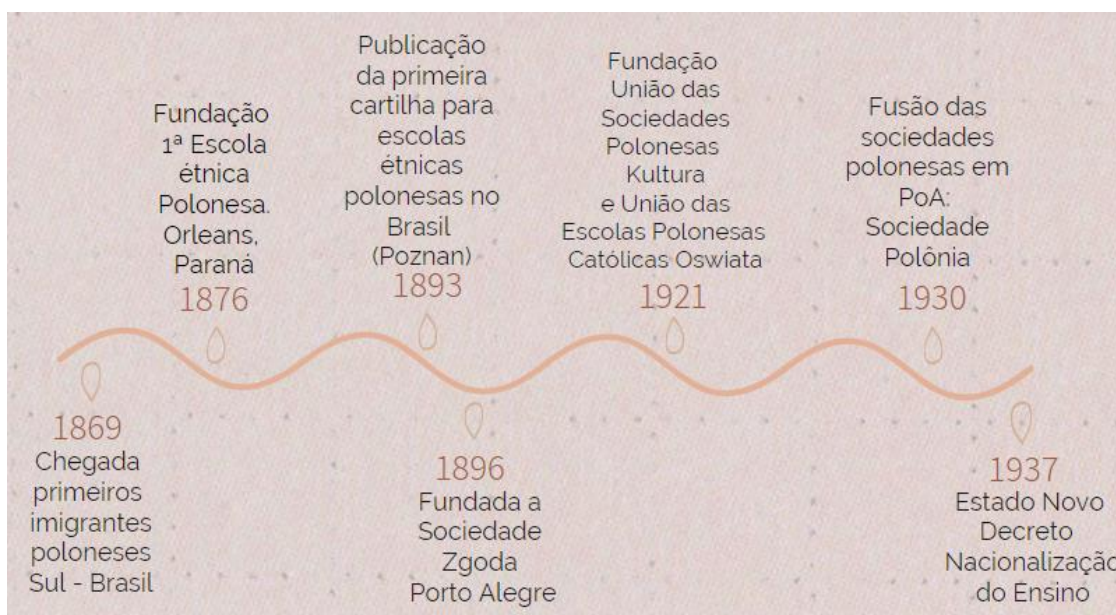 1869
Chegada
primeiros
imigrantes
poloneses
Sul - Brasil
Fundação
1ª Escola
étnica
Polonesa.
Orleans,
Paraná
1876
Publicação
da primeira
cartilha para
escolas
étnicas
polonesas no
Brasil
(Poznan)
1893
1896
Fundada a
Sociedade
Zgoda
Porto Alegre
Fundação
União das
Sociedades
Polonesas
Kultura
e União das
Escolas Polonesas
Católicas Oswiata
1921
Fusão das
sociedades
polonesas em
PoA:
Sociedade
Polônia
1930
1937
Estado Novo
Decreto
Nacionalização
do Ensino